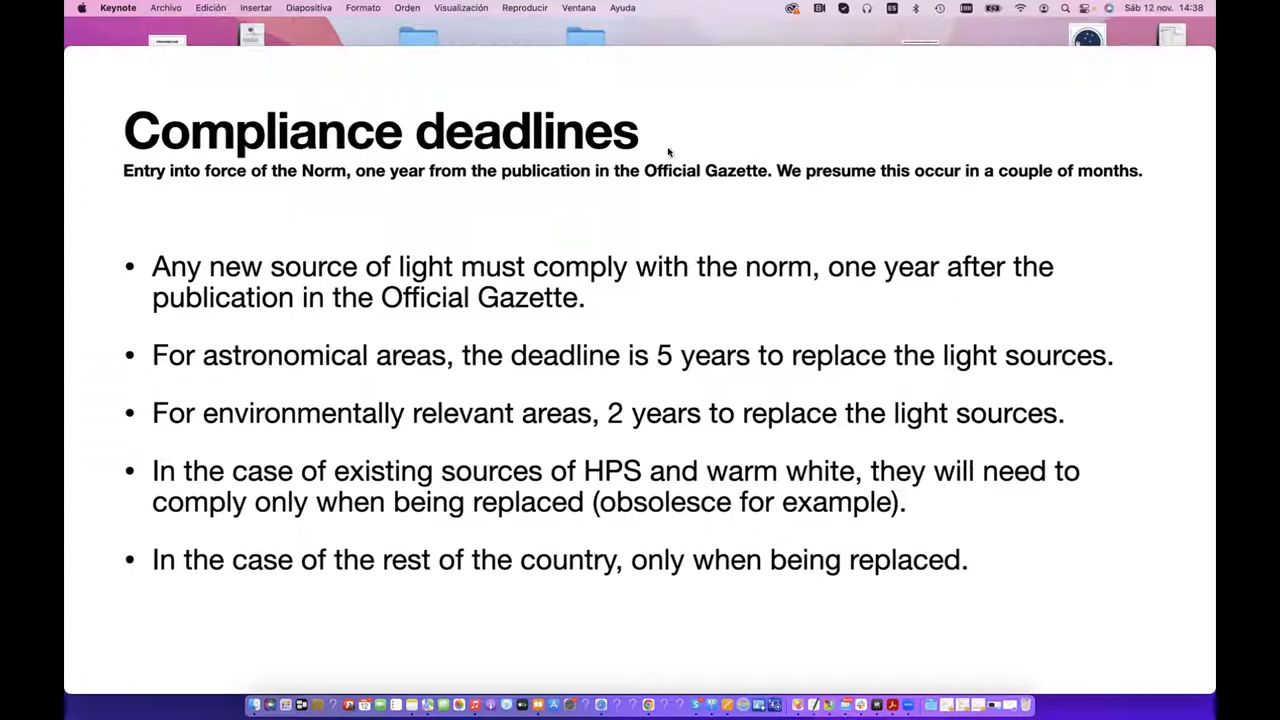 Keynote Archivo Edición Insertar Diapositiva Formato Orden Visualización Reproducir Ventana Ayuda Sáb 12 nov. 14:38
Compliance deadlines
Entry into force of the Norm, one year from the publication in the Official Gazette. We presume this occur in a couple of months.
• Any new source of light must comply with the norm, one year after the
publication in the Official Gazette.
• For astronomical areas, the deadline is 5 years to replace the light sources.
• For environmentally relevant areas, 2 years to replace the light sources.
• In the case of existing sources of HPS and warm white, they will need to
comply only when being replaced (obsolesce for example).
• In the case of the rest of the country, only when being replaced.